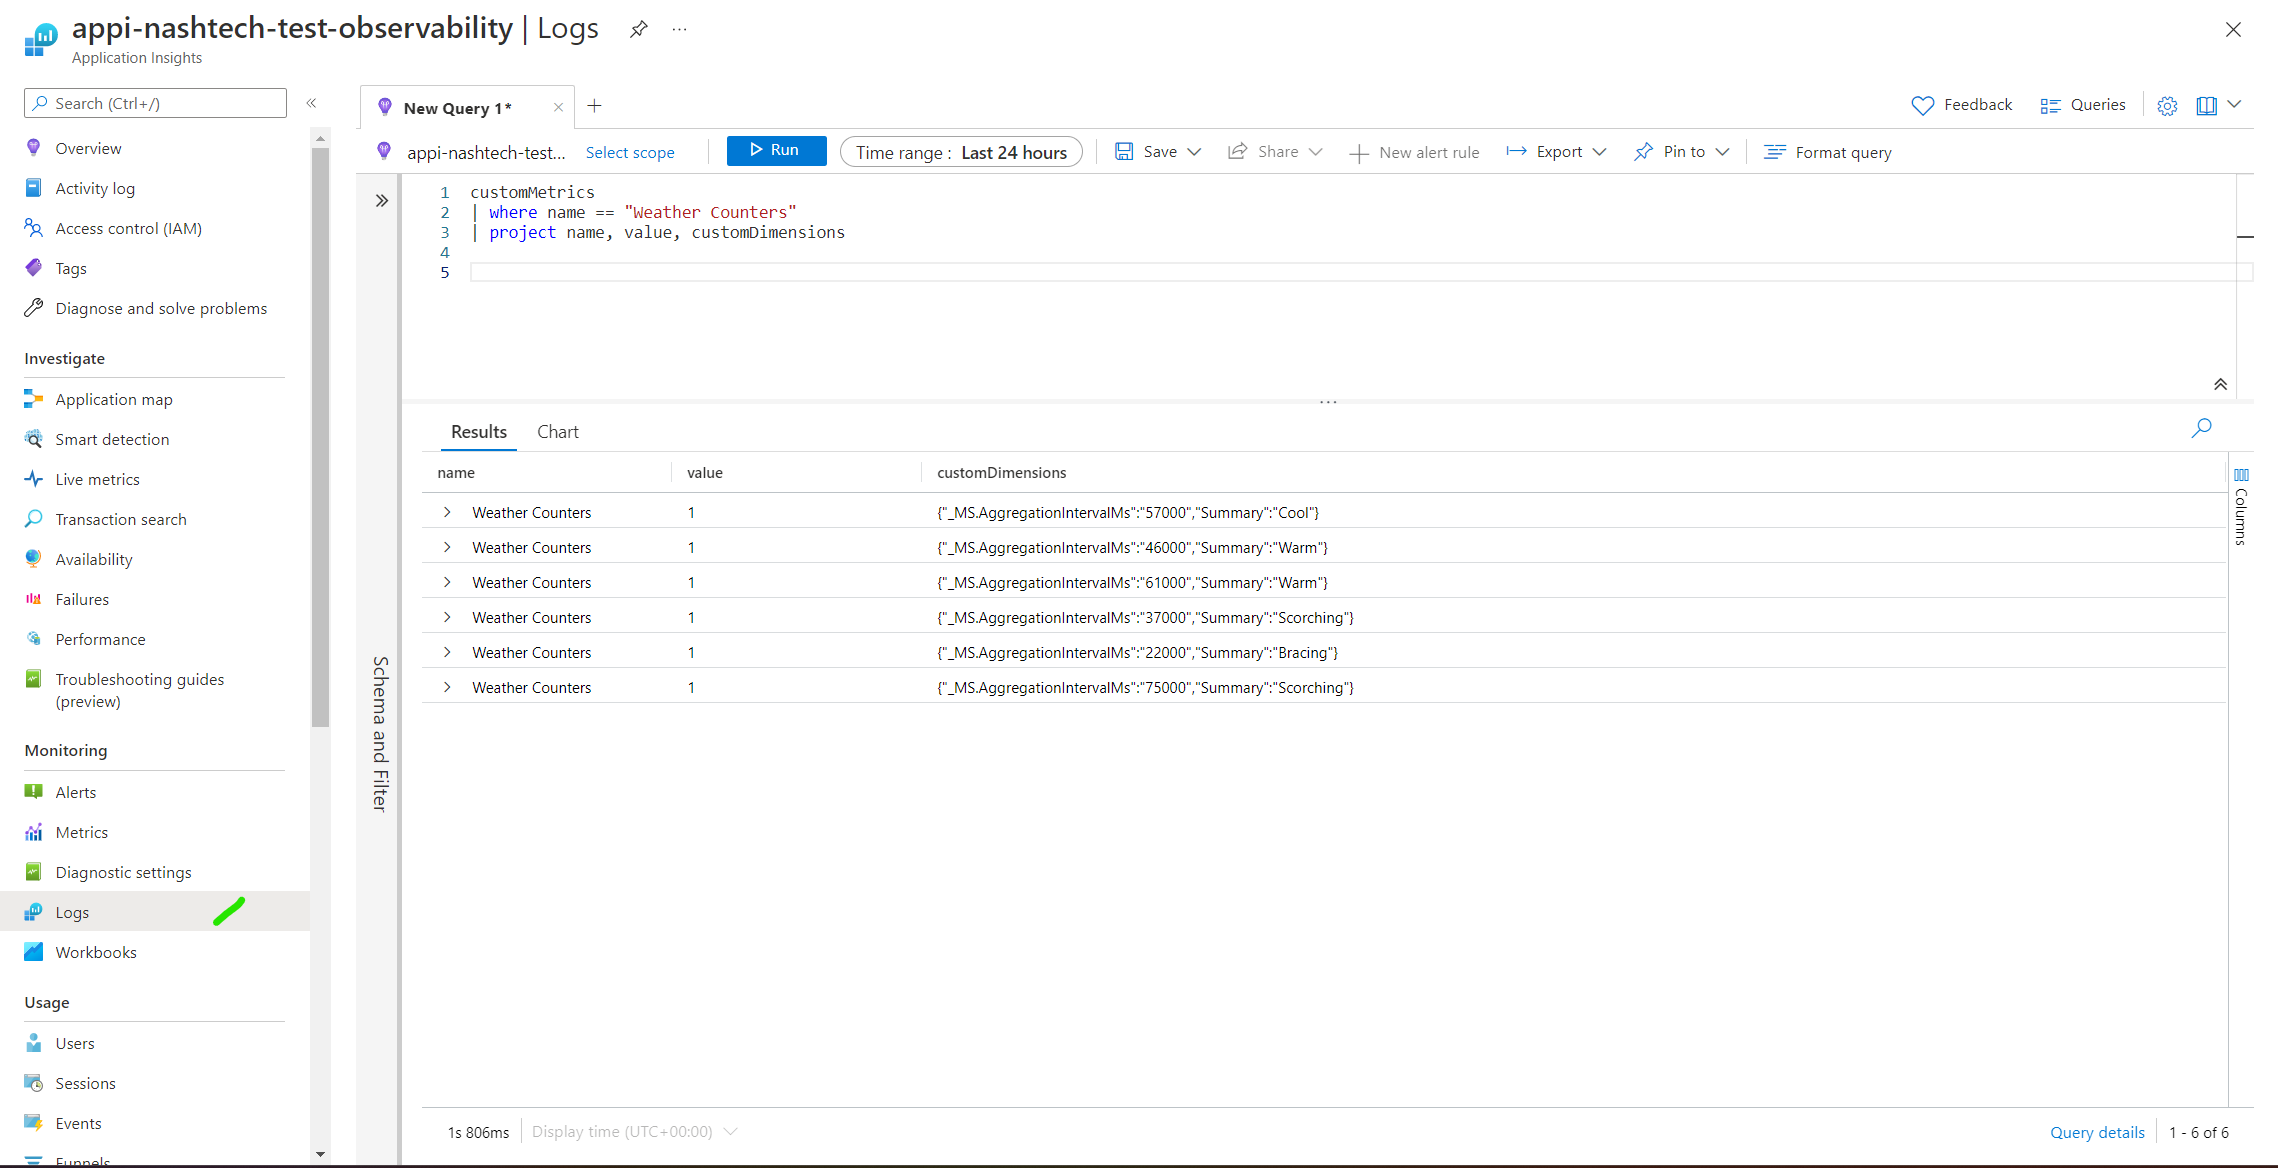 appi-nashtech-test-observability | Logs
Application Insights
Search (Ctrl+/)
Overview
Activity log
Access control (IAM)
Tags
Diagnose and solve problems
Investigate
Application map
Smart detection
Live metrics
Transaction search
Availability
Failures
Performance
Troubleshooting guides
(preview)
Monitoring
Alerts
Metrics
Diagnostic settings
Logs
Workbooks
Usage
Users
Sessions
Events
Funnels
New Query 1*
Feedback
Queries
appi-nashtech-test...
Select scope
Run
Time range : Last 24 hours
Save
Share
New alert rule
Export
Pin to
Format query
Schema and Filter
1 customMetrics
2 | where name == "Weather Counters"
3 | project name, value, customDimensions
4
5
Results
Chart
name value customDimensions
Weather Counters 1 {"_MS.AggregationIntervalMs":"57000","Summary":"Cool"}
Weather Counters 1 {"_MS.AggregationIntervalMs":"46000","Summary":"Warm"}
Weather Counters 1 {"_MS.AggregationIntervalMs":"61000","Summary":"Warm"}
Weather Counters 1 {"_MS.AggregationIntervalMs":"37000","Summary":"Scorching"}
Weather Counters 1 {"_MS.AggregationIntervalMs":"22000","Summary":"Bracing"}
Weather Counters 1 {"_MS.AggregationIntervalMs":"75000","Summary":"Scorching"}
Columns
1s 806ms
Display time (UTC+00:00)
Query details
1 - 6 of 6